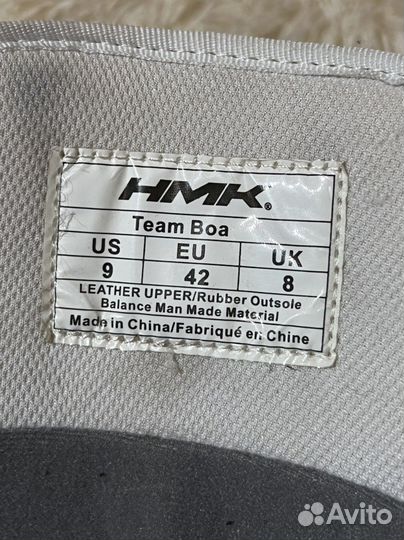 HMK®
Team Boa
US EU UK
9 42 8
LEATHER UPPER/Rubber Outsole
Balance Man Made Material
Made in China/Fabriqué en Chine
Avito